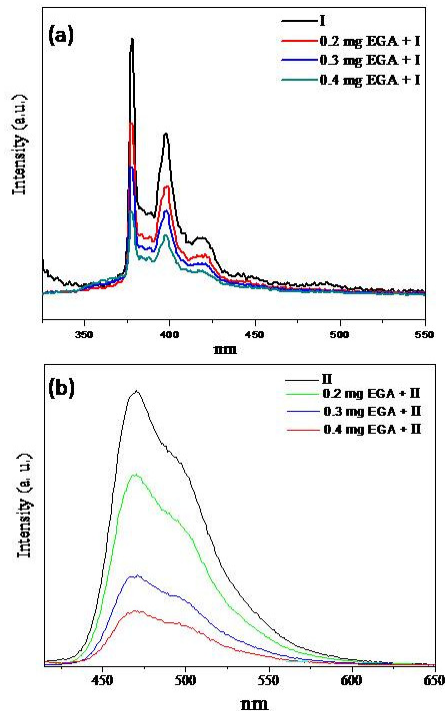 (a)
I
0.2 mg EGA + I
0.3 mg EGA + I
0.4 mg EGA + I
Intensity (a.u.)
350 400 450 500 550
nm
(b)
II
0.2 mg EGA + II
0.3 mg EGA + II
0.4 mg EGA + II
Intensity (a. u.)
450 500 550 600 650
nm